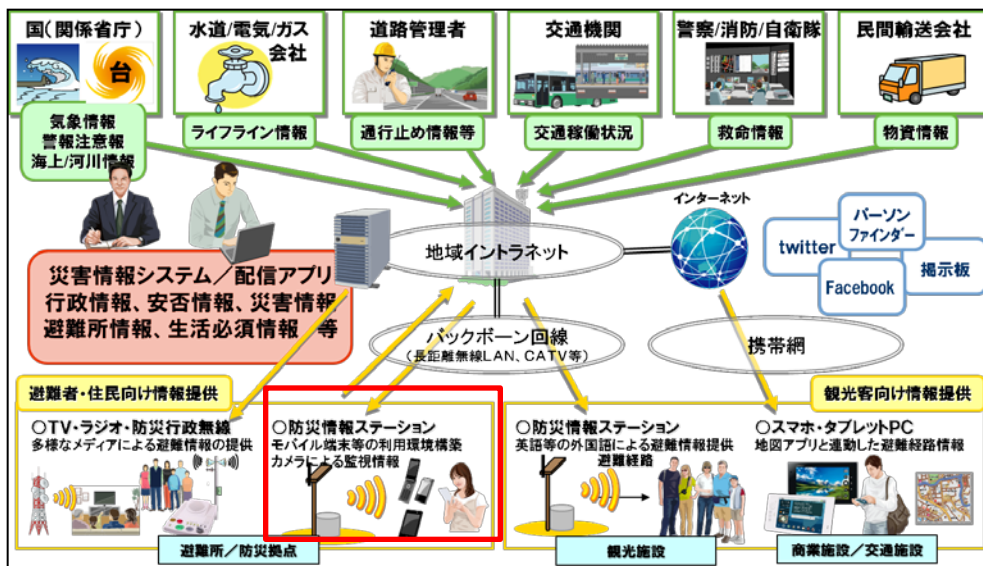 国(関係省庁)
水道/電気/ガス
会社
道路管理者
交通機関
警察/消防/自衛隊
民間輸送会社
台
気象情報
警報注意報
海上/河川情報
ライフライン情報
通行止め情報等
交通稼働状況
救命情報
物資情報
インターネット
地域イントラネット
twitter
パーソン
ファインダー
掲示板
Facebook
災害情報システム/配信アプリ
行政情報、安否情報、災害情報
避難所情報、生活必須情報 等
バックボーン回線
(長距離無線LAN、CATV等)
携帯網
避難者・住民向け情報提供
観光客向け情報提供
○TV・ラジオ・防災行政無線
多様なメディアによる避難情報の提供
○防災情報ステーション
モバイル端末等の利用環境構築
カメラによる監視情報
○防災情報ステーション
英語等の外国語による避難情報提供
避難経路
○スマホ・タブレットPC
地図アプリと連動した避難経路情報
避難所/防災拠点
観光施設
商業施設/交通施設